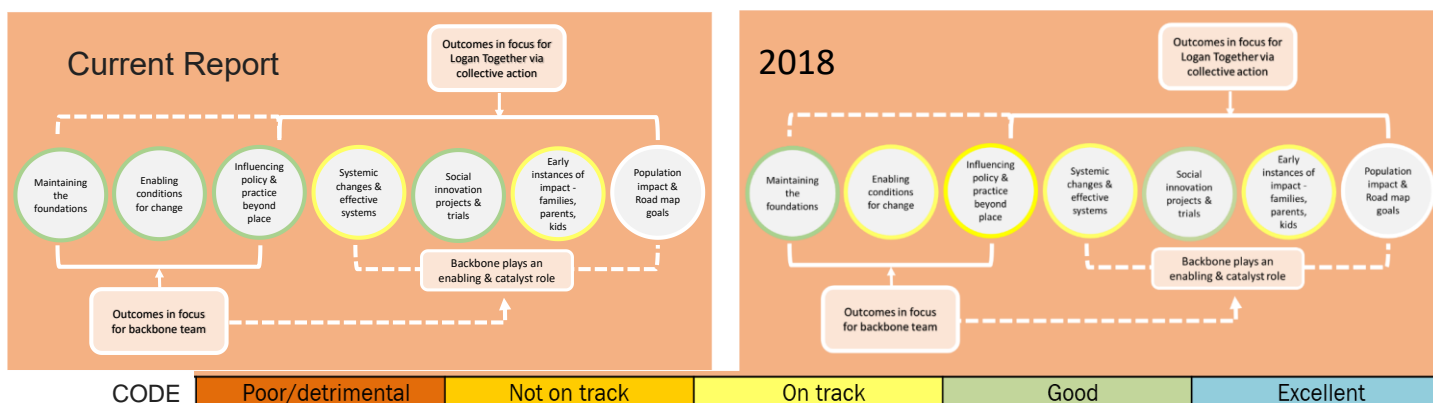 Current Report
Outcomes in focus for
Logan Together via
collective action
Maintaining
the
foundations
Enabling
conditions
for change
Influencing
policy &
practice
beyond
place
Systemic
changes &
effective
systems
Social
innovation
projects &
trials
Early
instances of
impact -
families,
parents,
kids
Population
impact &
Road map
goals
Backbone plays an
enabling & catalyst role
Outcomes in focus
for backbone team
2018
Outcomes in focus for
Logan Together via
collective action
Maintaining
the
foundations
Enabling
conditions
for change
Influencing
policy &
practice
beyond
place
Systemic
changes &
effective
systems
Social
innovation
projects &
trials
Early
instances of
impact -
families,
parents,
kids
Population
impact &
Road map
goals
Backbone plays an
enabling & catalyst role
Outcomes in focus
for backbone team
CODE Poor/detrimental Not on track On track Good Excellent